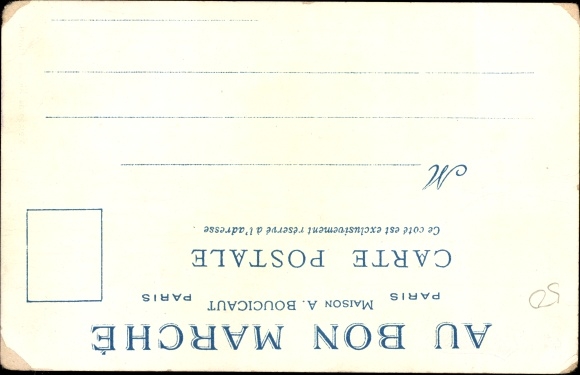 AU BON MARCHÉ
MAISON A. BOUCICAUT
PARIS PARIS
CARTE POSTALE
Ce coté est exclusivement réservé à l'adresse
M